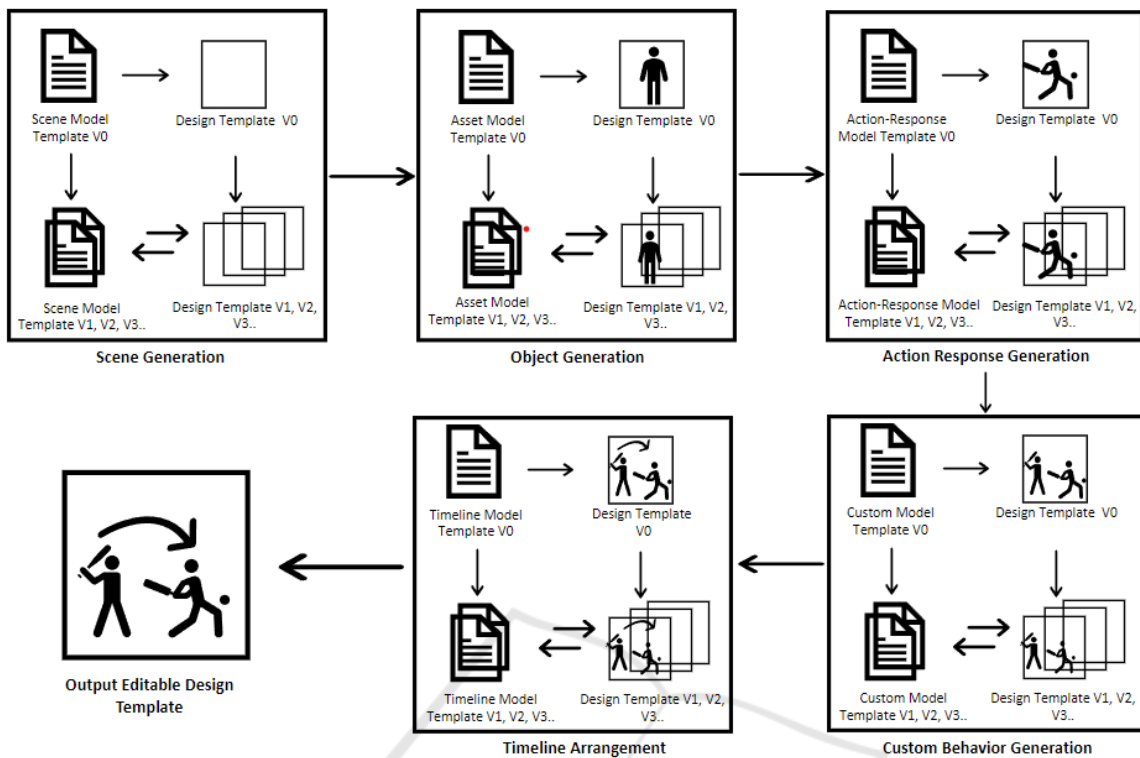 Scene Model
Template V0
Design Template V0
Scene Model
Template V1, V2, V3..
Design Template V1, V2,
V3..
Scene Generation
Asset Model
Template V0
Design Template V0
Asset Model
Template V1, V2, V3..
Design Template V1, V2,
V3..
Object Generation
Action-Response
Model Template V0
Design Template V0
Action-Response Model
Template V1, V2, V3..
Design Template V1, V2,
V3..
Action Response Generation
Custom Model
Template V0
Design Template V0
Custom Model
Template V1, V2, V3..
Design Template V1, V2,
V3..
Custom Behavior Generation
Timeline Model
Template V0
Design Template
V0
Timeline Model
Template V1, V2, V3..
Design Template V1, V2,
V3..
Timeline Arrangement
Output Editable Design
Template